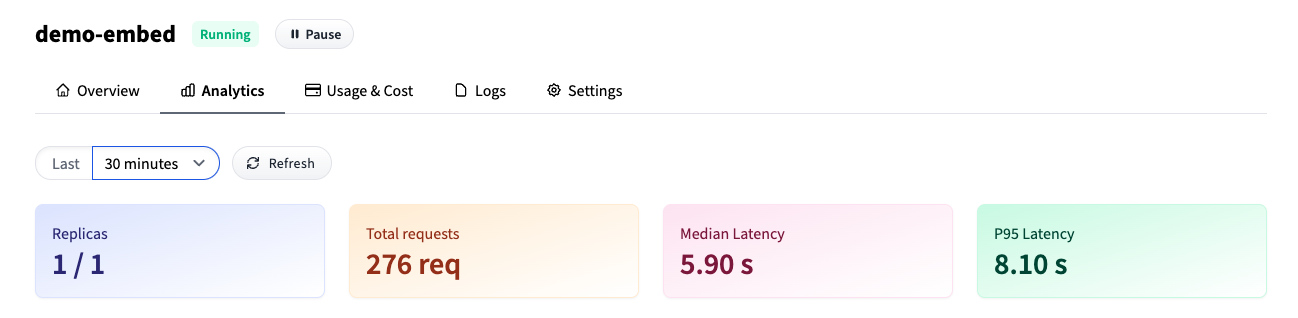 demo-embed Running Pause
Overview Analytics Usage & Cost Logs Settings
Last 30 minutes Refresh
Replicas
1 / 1
Total requests
276 req
Median Latency
5.90 s
P95 Latency
8.10 s